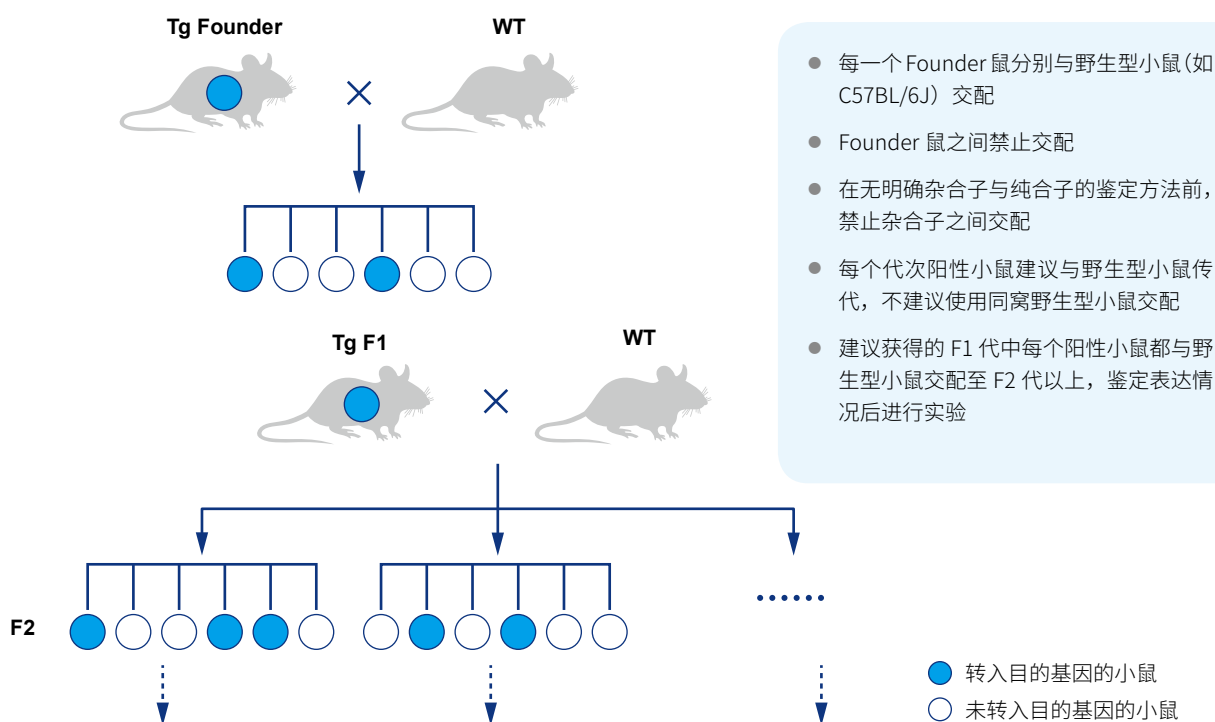 Tg Founder
WT
Tg F1
WT
F2
● 每一个 Founder 鼠分别与野生型小鼠（如
C57BL/6J）交配
● Founder 鼠之间禁止交配
● 在无明确杂合子与纯合子的鉴定方法前，
禁止杂合子之间交配
● 每个代次阳性小鼠建议与野生型小鼠传
代，不建议使用同窝野生型小鼠交配
● 建议获得的 F1 代中每个阳性小鼠都与野
生型小鼠交配至 F2 代以上，鉴定表达情
况后进行实验
转入目的基因的小鼠
未转入目的基因的小鼠